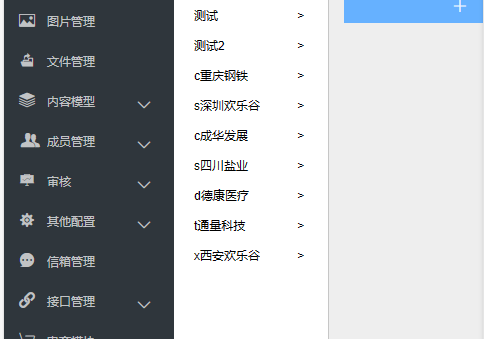 图片管理
文件管理
内容模型
成员管理
审核
其他配置
信箱管理
接口管理
测试 >
测试2 >
c重庆钢铁 >
s深圳欢乐谷 >
c成华发展 >
s四川盐业 >
d德康医疗 >
t通量科技 >
x西安欢乐谷 >